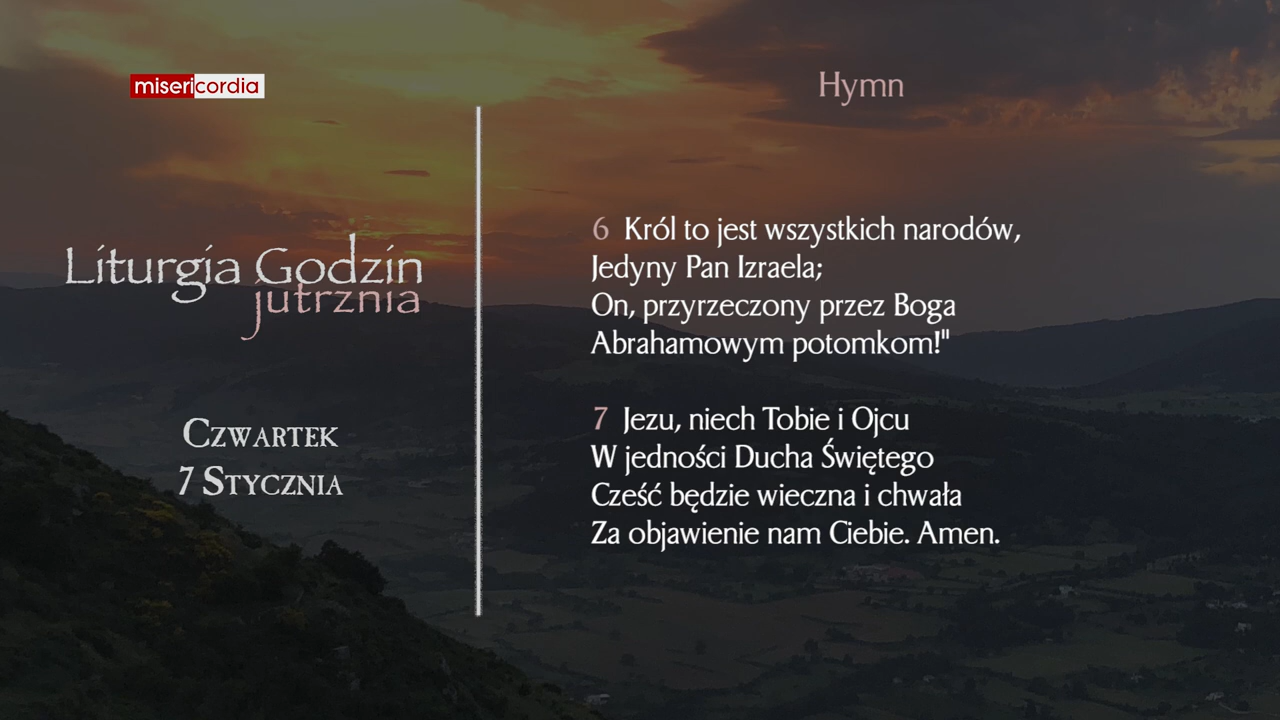 misericordia
Liturgia Godzin
jutrznia
Czwartek
7 Stycznia
Hymn
6 Król to jest wszystkich narodów,
Jedyny Pan Izraela;
On, przyrzeczony przez Boga
Abrahamowym potomkom!"
7 Jezu, niech Tobie i Ojcu
W jedności Ducha Świętego
Cześć będzie wieczna i chwała
Za objawienie nam Ciebie. Amen.